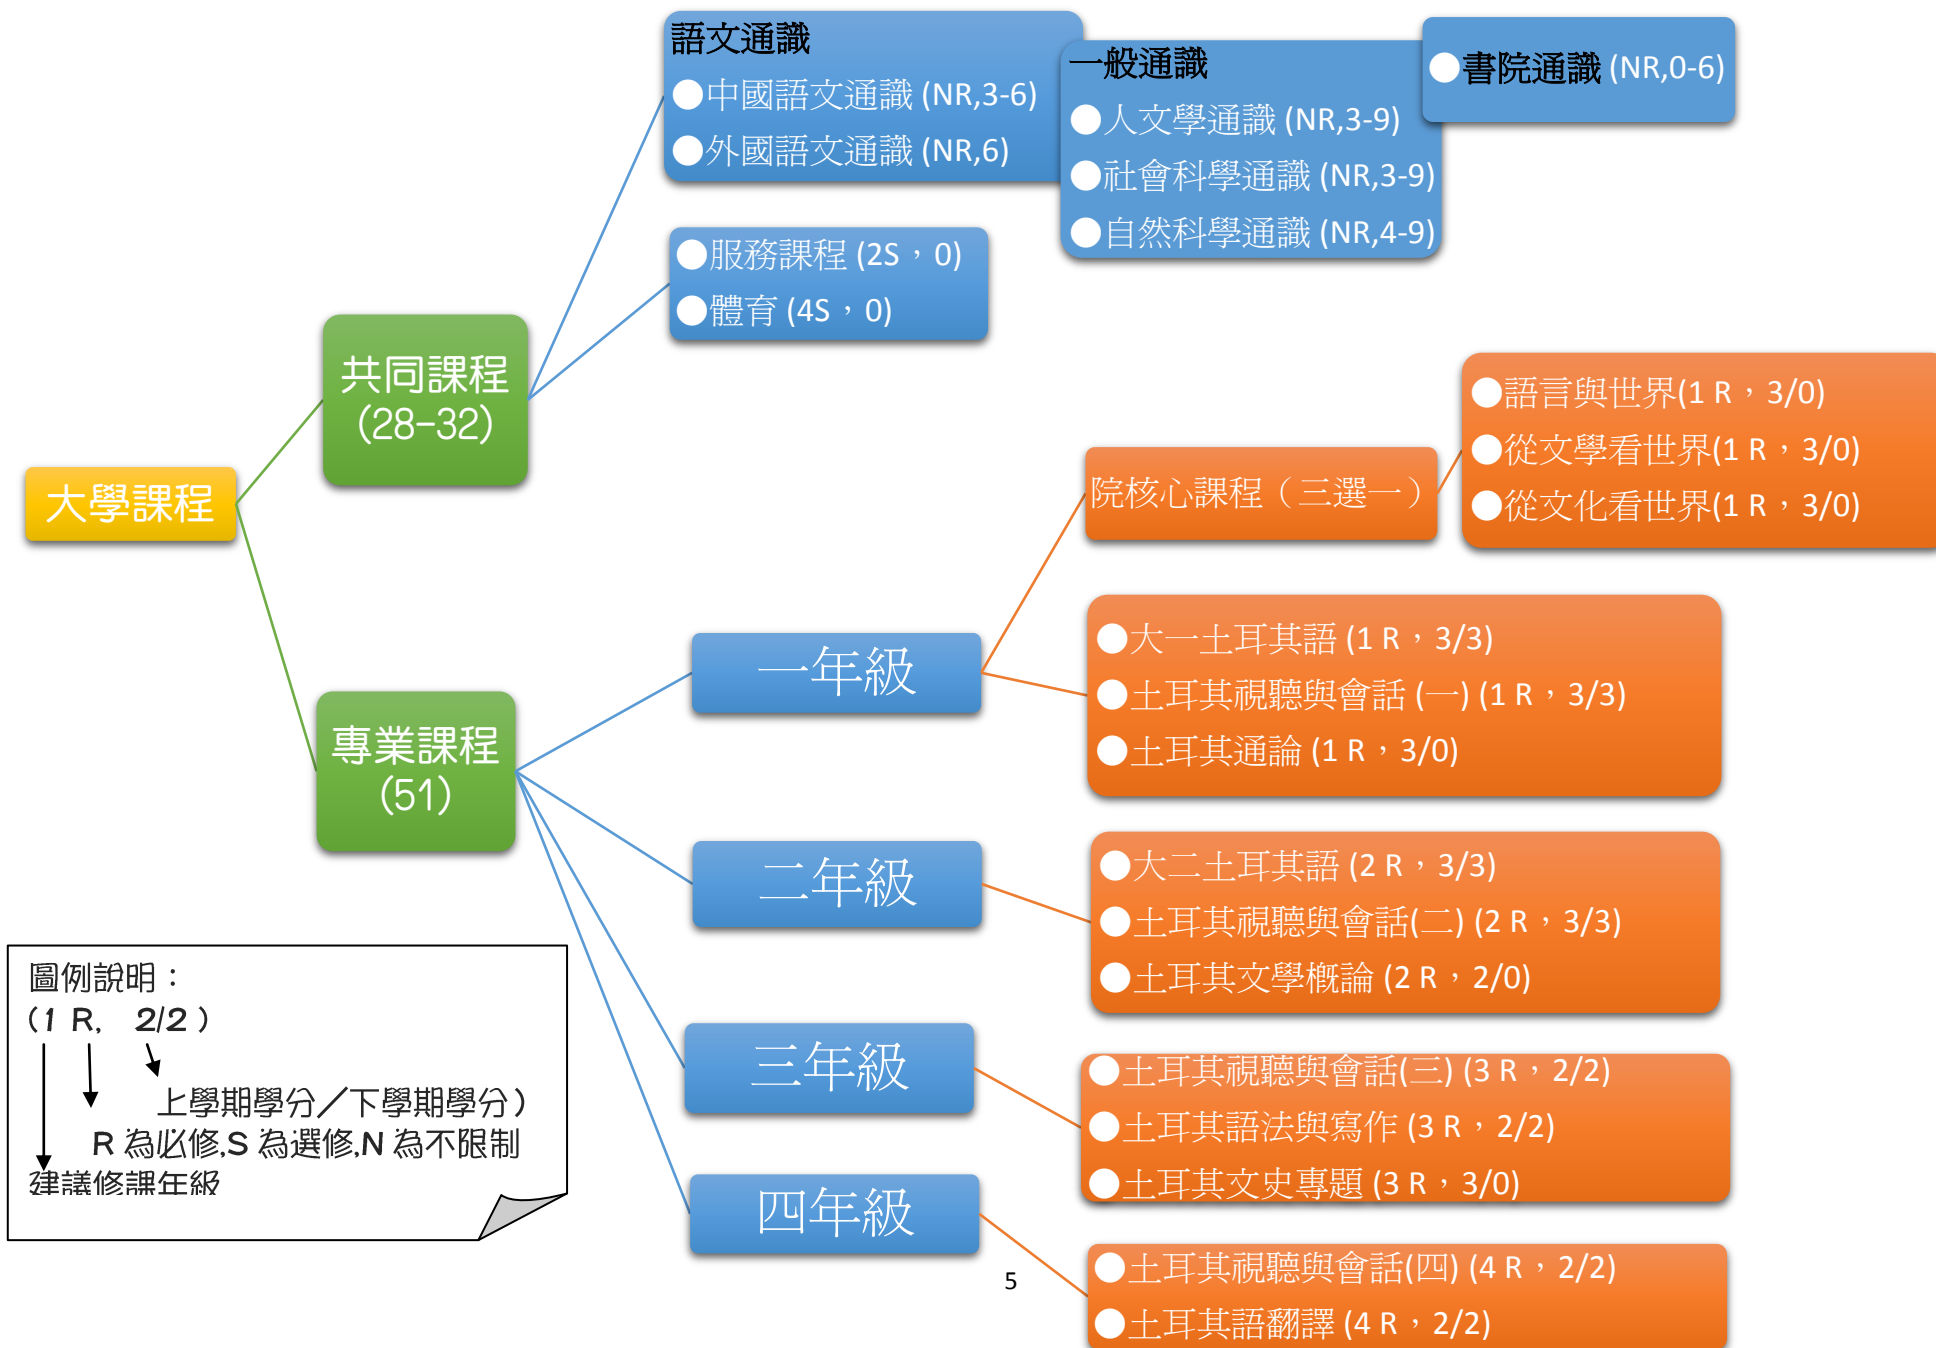 語文通識
●中國語文通識 (NR,3-6)
●外國語文通識 (NR,6)
一般通識
●人文學通識 (NR,3-9)
●社會科學通識 (NR,3-9)
●自然科學通識 (NR,4-9)
●書院通識 (NR,0-6)
●服務課程 (2S,0)
●體育 (4S,0)
共同課程
(28-32)
大學課程
專業課程
(51)
院核心課程（三選一）
●語言與世界(1 R,3/0)
●從文學看世界(1 R,3/0)
●從文化看世界(1 R,3/0)
一年級
●大一土耳其語 (1 R,3/3)
●土耳其視聽與會話 (一) (1 R,3/3)
●土耳其通論 (1 R,3/0)
二年級
●大二土耳其語 (2 R,3/3)
●土耳其視聽與會話(二) (2 R,3/3)
●土耳其文學概論 (2 R,2/0)
三年級
●土耳其視聽與會話(三) (3 R,2/2)
●土耳其語法與寫作 (3 R,2/2)
●土耳其文史專題 (3 R,3/0)
四年級
●土耳其視聽與會話(四) (4 R,2/2)
●土耳其語翻譯 (4 R,2/2)
圖例說明：
(1 R, 2/2 )
上學期學分／下學期學分)
R 為必修,S 為選修,N 為不限制
建議修課年級
5